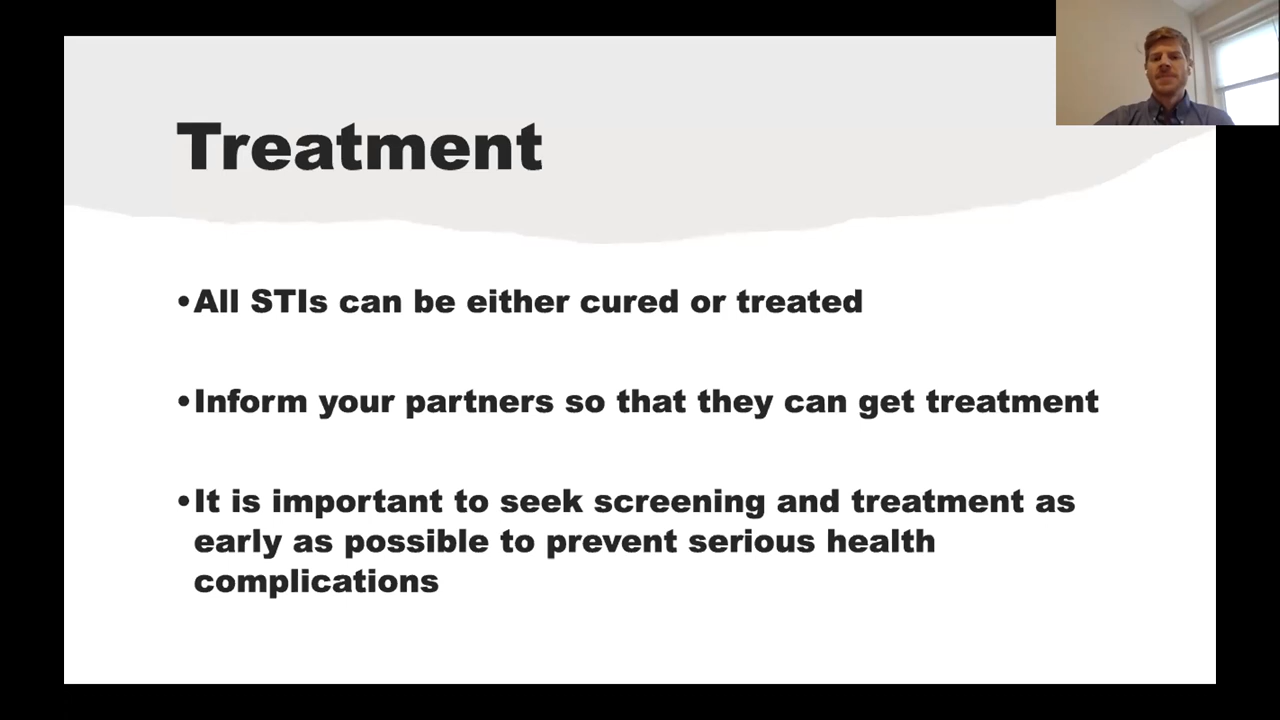 Treatment
•All STIs can be either cured or treated
•Inform your partners so that they can get treatment
•It is important to seek screening and treatment as
early as possible to prevent serious health
complications